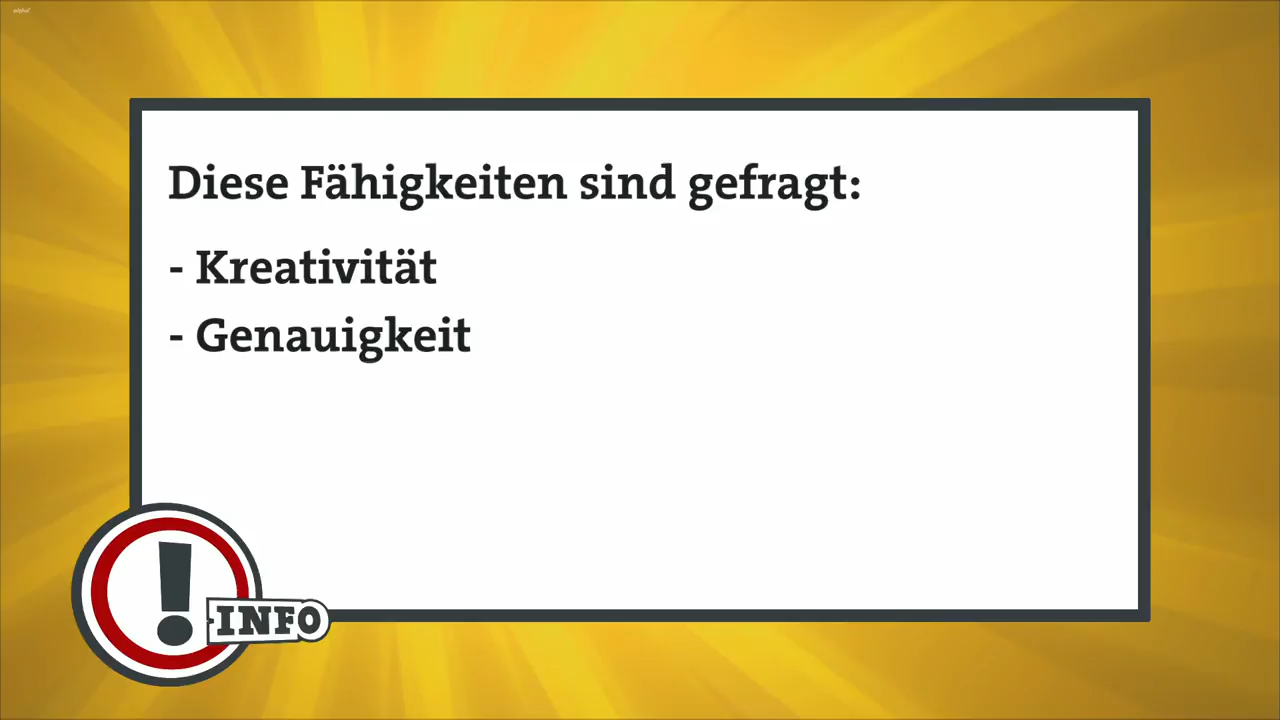 Diese Fähigkeiten sind gefragt:
- Kreativität
- Genauigkeit
INFO